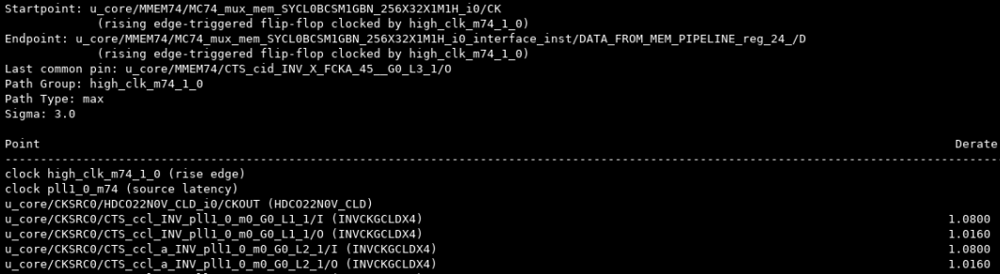 Startpoint: u_core/MMEM74/MC74_mux_mem_SYCL0BCSM1GBN_256X32X1M1H_i0/CK
(rising edge-triggered flip-flop clocked by high_clk_m74_1_0)
Endpoint: u_core/MMEM74/MC74_mux_mem_SYCL0BCSM1GBN_256X32X1M1H_i0_interface_inst/DATA_FROM_MEM_PIPELINE_reg_24_/D
(rising edge-triggered flip-flop clocked by high_clk_m74_1_0)
Last common pin: u_core/MMEM74/CTS_cid_INV_X_FCKA_45__G0_L3_1/O
Path Group: high_clk_m74_1_0
Path Type: max
Sigma: 3.0
Point Derate
--------------------------------------------------------------------------------------------------------------------------------------------
clock high_clk_m74_1_0 (rise edge)
clock pll1_0_m74 (source latency)
u_core/CKSRC0/HDCO22N0V_CLD_i0/CKOUT (HDCO22N0V_CLD)
u_core/CKSRC0/CTS_ccl_INV_pll1_0_m0_G0_L1_1/I (INVCKGCLDX4) 1.0800
u_core/CKSRC0/CTS_ccl_INV_pll1_0_m0_G0_L1_1/O (INVCKGCLDX4) 1.0160
u_core/CKSRC0/CTS_ccl_a_INV_pll1_0_m0_G0_L2_1/I (INVCKGCLDX4) 1.0800
u_core/CKSRC0/CTS_ccl_a_INV_pll1_0_m0_G0_L2_1/O (INVCKGCLDX4) 1.0160